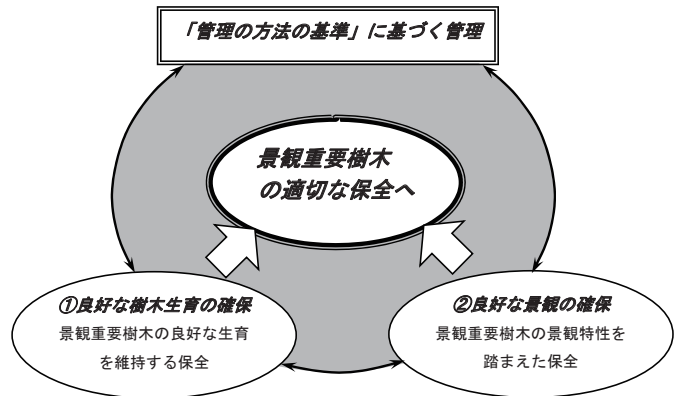 「管理の方法の基準」に基づく管理
景観重要樹木
の適切な保全へ
①良好な樹木生育の確保
景観重要樹木の良好な生育
を維持する保全
②良好な景観の確保
景観重要樹木の景観特性を
踏まえた保全